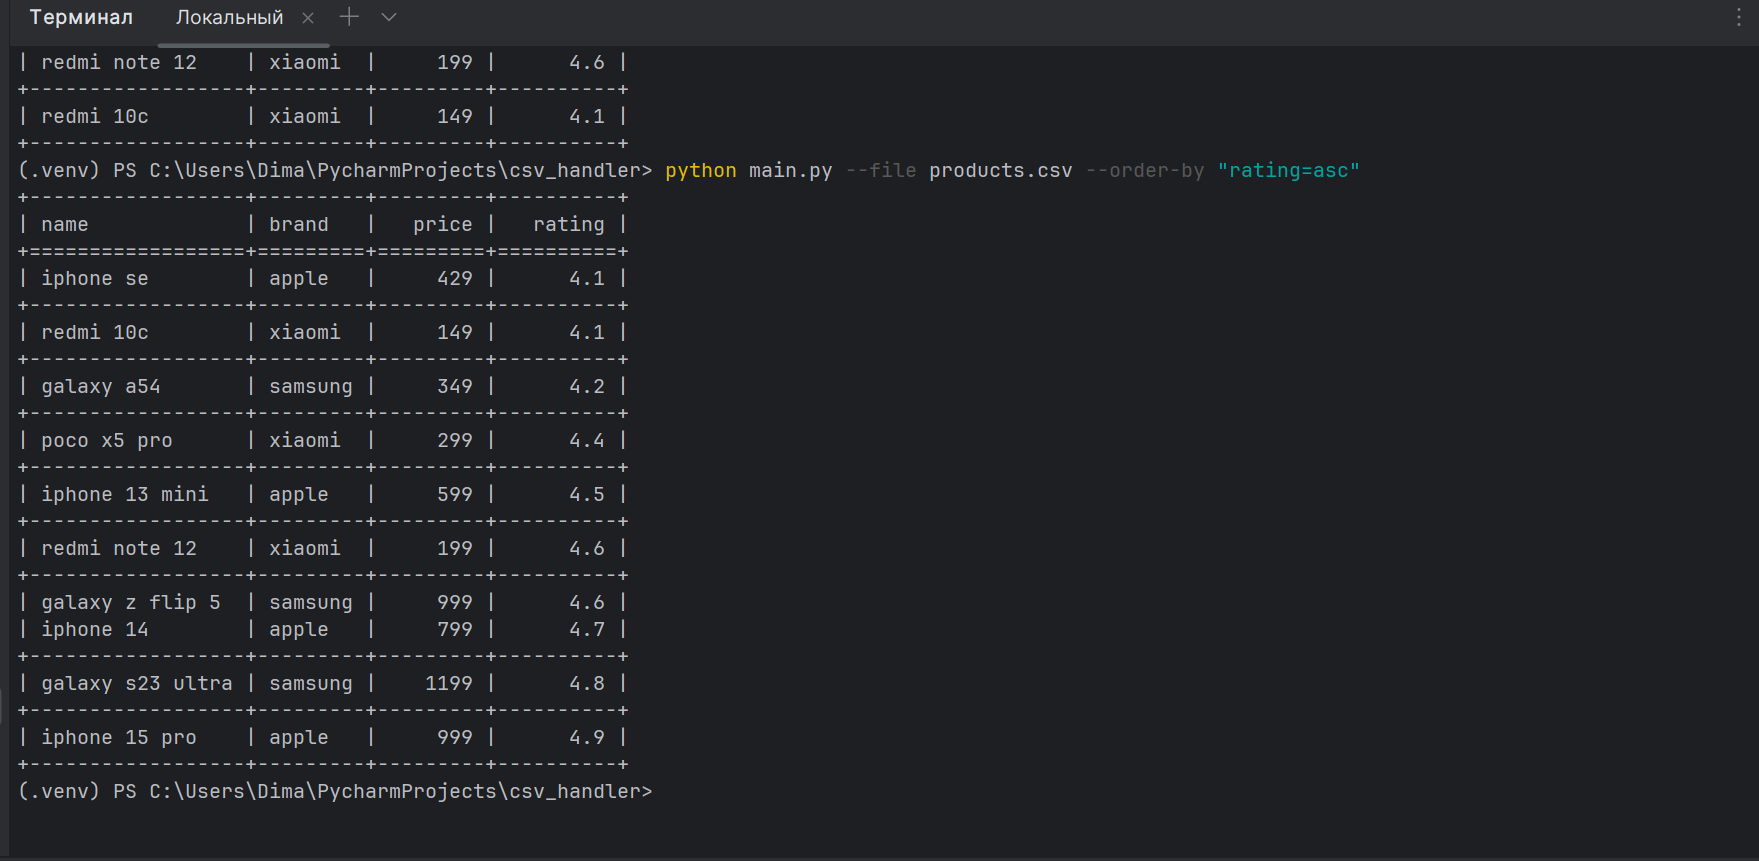 Терминал Локальный
| redmi note 12    | xiaomi  |     199 |      4.6 |
+------------------+---------+---------+----------+
| redmi 10c        | xiaomi  |     149 |      4.1 |
+------------------+---------+---------+----------+
(.venv) PS C:\Users\Dima\PycharmProjects\csv_handler> python main.py --file products.csv --order-by "rating=asc"
+------------------+---------+---------+----------+
| name             | brand   |   price |   rating |
+==================+=========+=========+==========+
| iphone se        | apple   |     429 |      4.1 |
+------------------+---------+---------+----------+
| redmi 10c        | xiaomi  |     149 |      4.1 |
+------------------+---------+---------+----------+
| galaxy a54       | samsung |     349 |      4.2 |
+------------------+---------+---------+----------+
| poco x5 pro      | xiaomi  |     299 |      4.4 |
+------------------+---------+---------+----------+
| iphone 13 mini   | apple   |     599 |      4.5 |
+------------------+---------+---------+----------+
| redmi note 12    | xiaomi  |     199 |      4.6 |
+------------------+---------+---------+----------+
| galaxy z flip 5  | samsung |     999 |      4.6 |
| iphone 14        | apple   |     799 |      4.7 |
+------------------+---------+---------+----------+
| galaxy s23 ultra | samsung |    1199 |      4.8 |
+------------------+---------+---------+----------+
| iphone 15 pro    | apple   |     999 |      4.9 |
+------------------+---------+---------+----------+
(.venv) PS C:\Users\Dima\PycharmProjects\csv_handler>